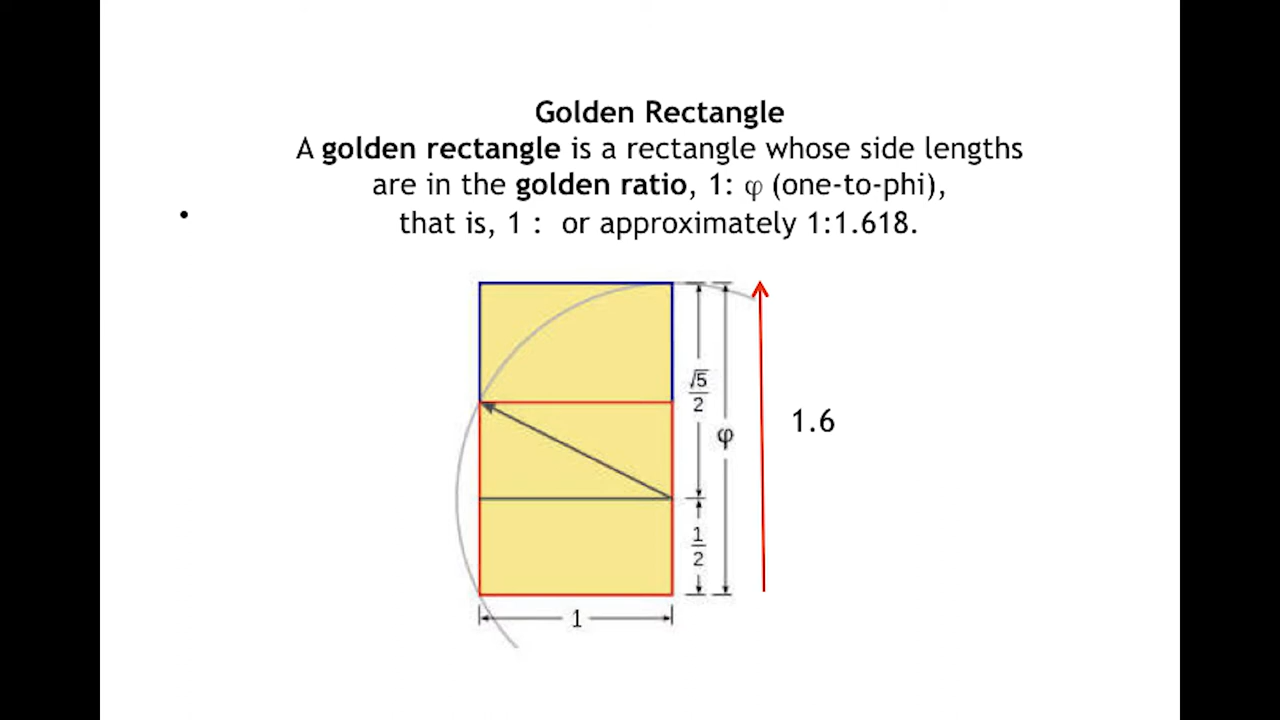 Golden Rectangle
A golden rectangle is a rectangle whose side lengths
are in the golden ratio, 1: φ (one-to-phi),
• that is, 1 : or approximately 1:1.618.
√5
2
φ
1.6
1
2
1